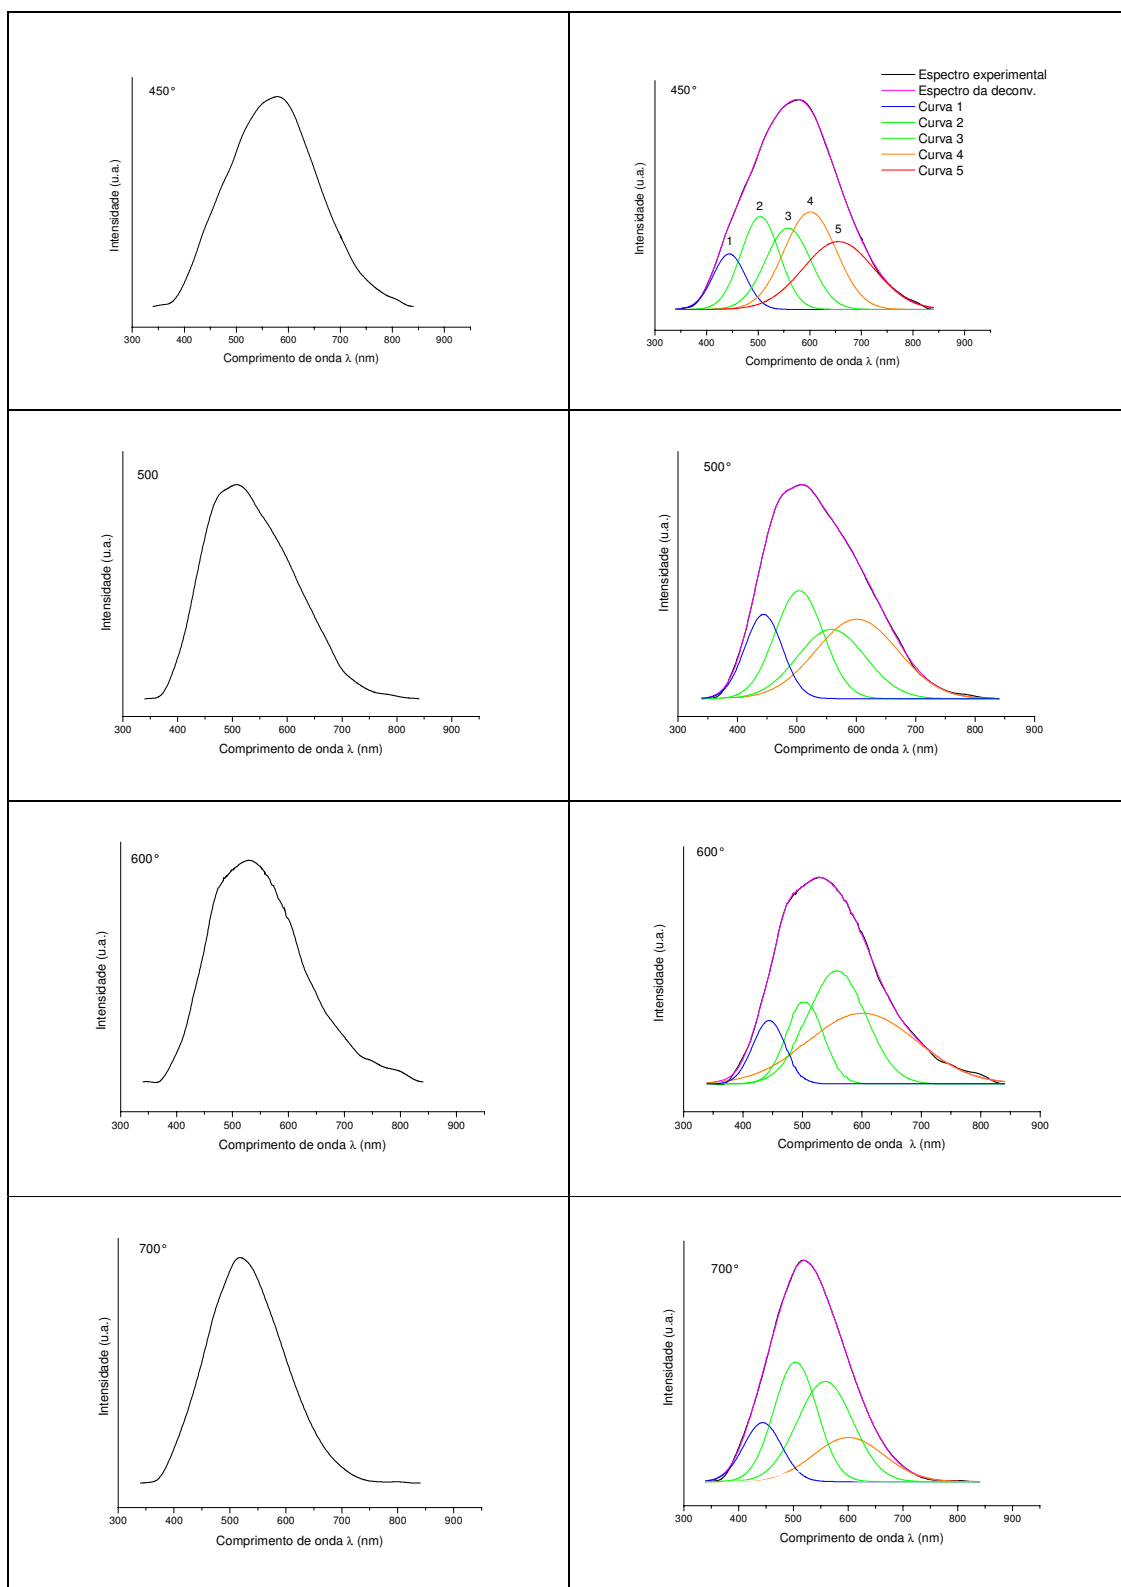 450°
Intensidade (u.a.)
300 400 500 600 700 800 900
Comprimento de onda λ (nm)
450°
Espectro experimental
Espectro da deconv.
Curva 1
Curva 2
Curva 3
Curva 4
Curva 5
1 2 3 4 5
Intensidade (u.a.)
300 400 500 600 700 800 900
Comprimento de onda λ (nm)
500
Intensidade (u.a.)
300 400 500 600 700 800 900
Comprimento de onda λ (nm)
500°
Intensidade (u.a.)
300 400 500 600 700 800 900
Comprimento de onda λ (nm)
600°
Intensidade (u.a.)
300 400 500 600 700 800 900
Comprimento de onda λ (nm)
600°
Intensidade (u.a.)
300 400 500 600 700 800 900
Comprimento de onda λ (nm)
700°
Intensidade (u.a.)
300 400 500 600 700 800 900
Comprimento de onda λ (nm)
700°
Intensidade (u.a.)
300 400 500 600 700 800 900
Comprimento de onda λ (nm)